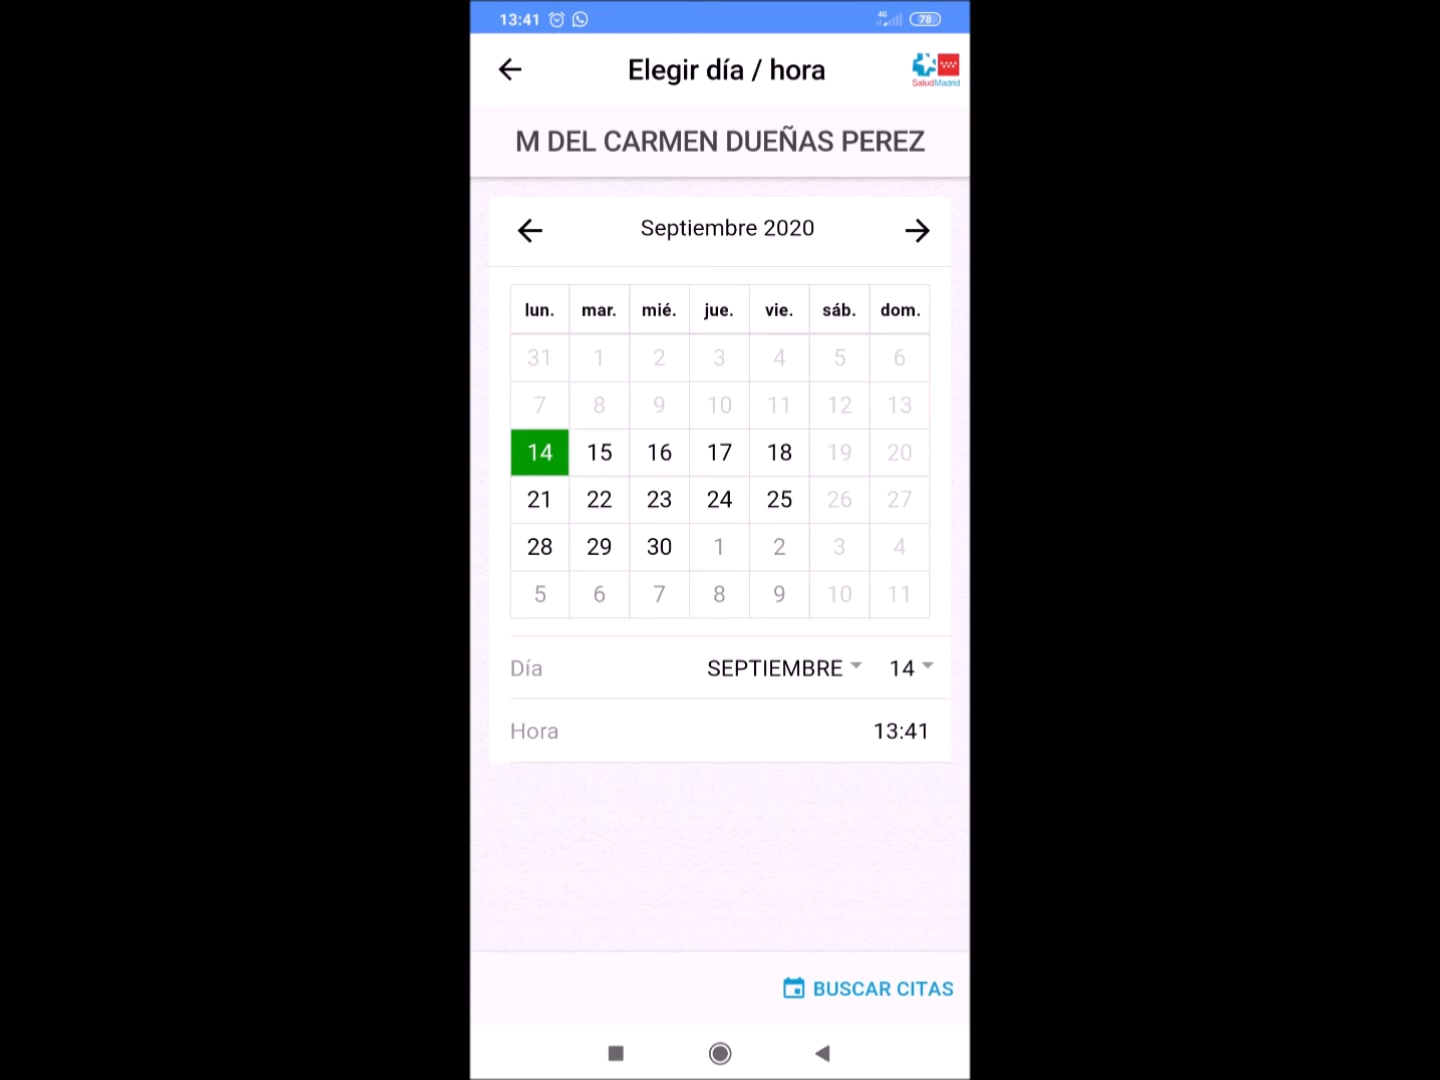 13:41 4G 78
Elegir día / hora
SaludMadrid
M DEL CARMEN DUEÑAS PEREZ
Septiembre 2020
lun. mar. mié. jue. vie. sáb. dom.
31 1 2 3 4 5 6
7 8 9 10 11 12 13
14 15 16 17 18 19 20
21 22 23 24 25 26 27
28 29 30 1 2 3 4
5 6 7 8 9 10 11
Día SEPTIEMBRE 14
Hora 13:41
BUSCAR CITAS